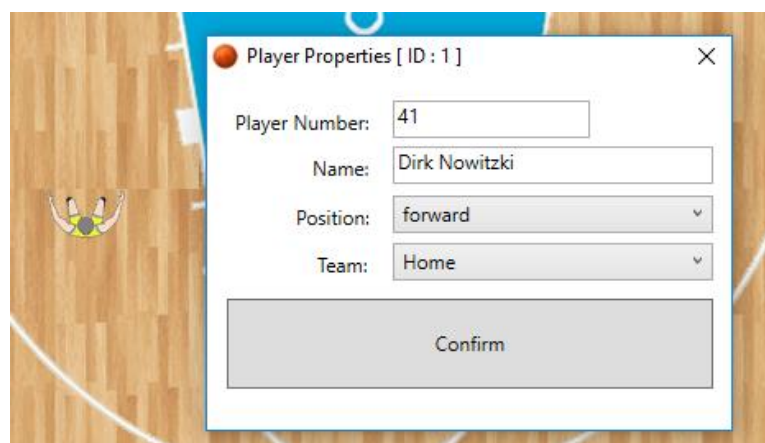 Player Properties [ ID : 1 ]
Player Number: 41
Name: Dirk Nowitzki
Position: forward
Team: Home
Confirm